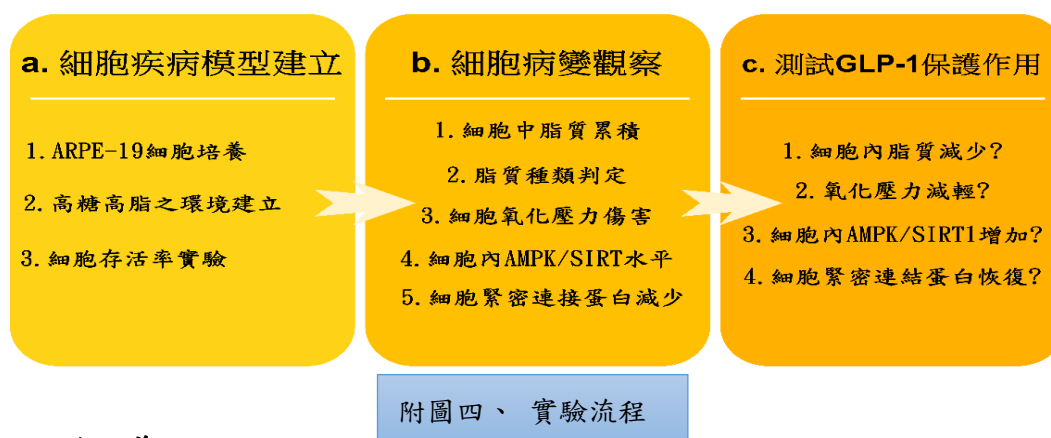 a. 細胞疾病模型建立
1. ARPE-19細胞培養
2. 高糖高脂之環境建立
3. 細胞存活率實驗
b. 細胞病變觀察
1. 細胞中脂質累積
2. 脂質種類判定
3. 細胞氧化壓力傷害
4. 細胞內AMPK/SIRT水平
5. 細胞緊密連接蛋白減少
c. 測試GLP-1保護作用
1. 細胞內脂質減少?
2. 氧化壓力減輕?
3. 細胞內AMPK/SIRT1增加?
4. 細胞緊密連結蛋白恢復?
附圖四、 實驗流程